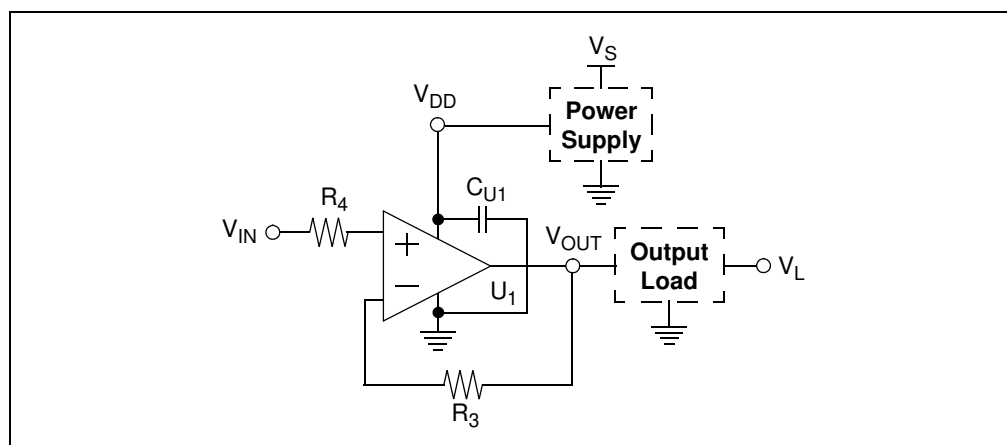 V_S
V_DD
Power
Supply
C_U1
R_4
V_IN
+
−
U_1
V_OUT
Output
Load
V_L
R_3